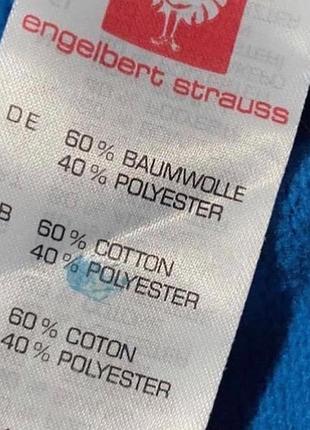 engelbert strauss
DE 60% BAUMWOLLE
40% POLYESTER
B 60% COTTON
40% POLYESTER
60% COTON
40% POLYESTER